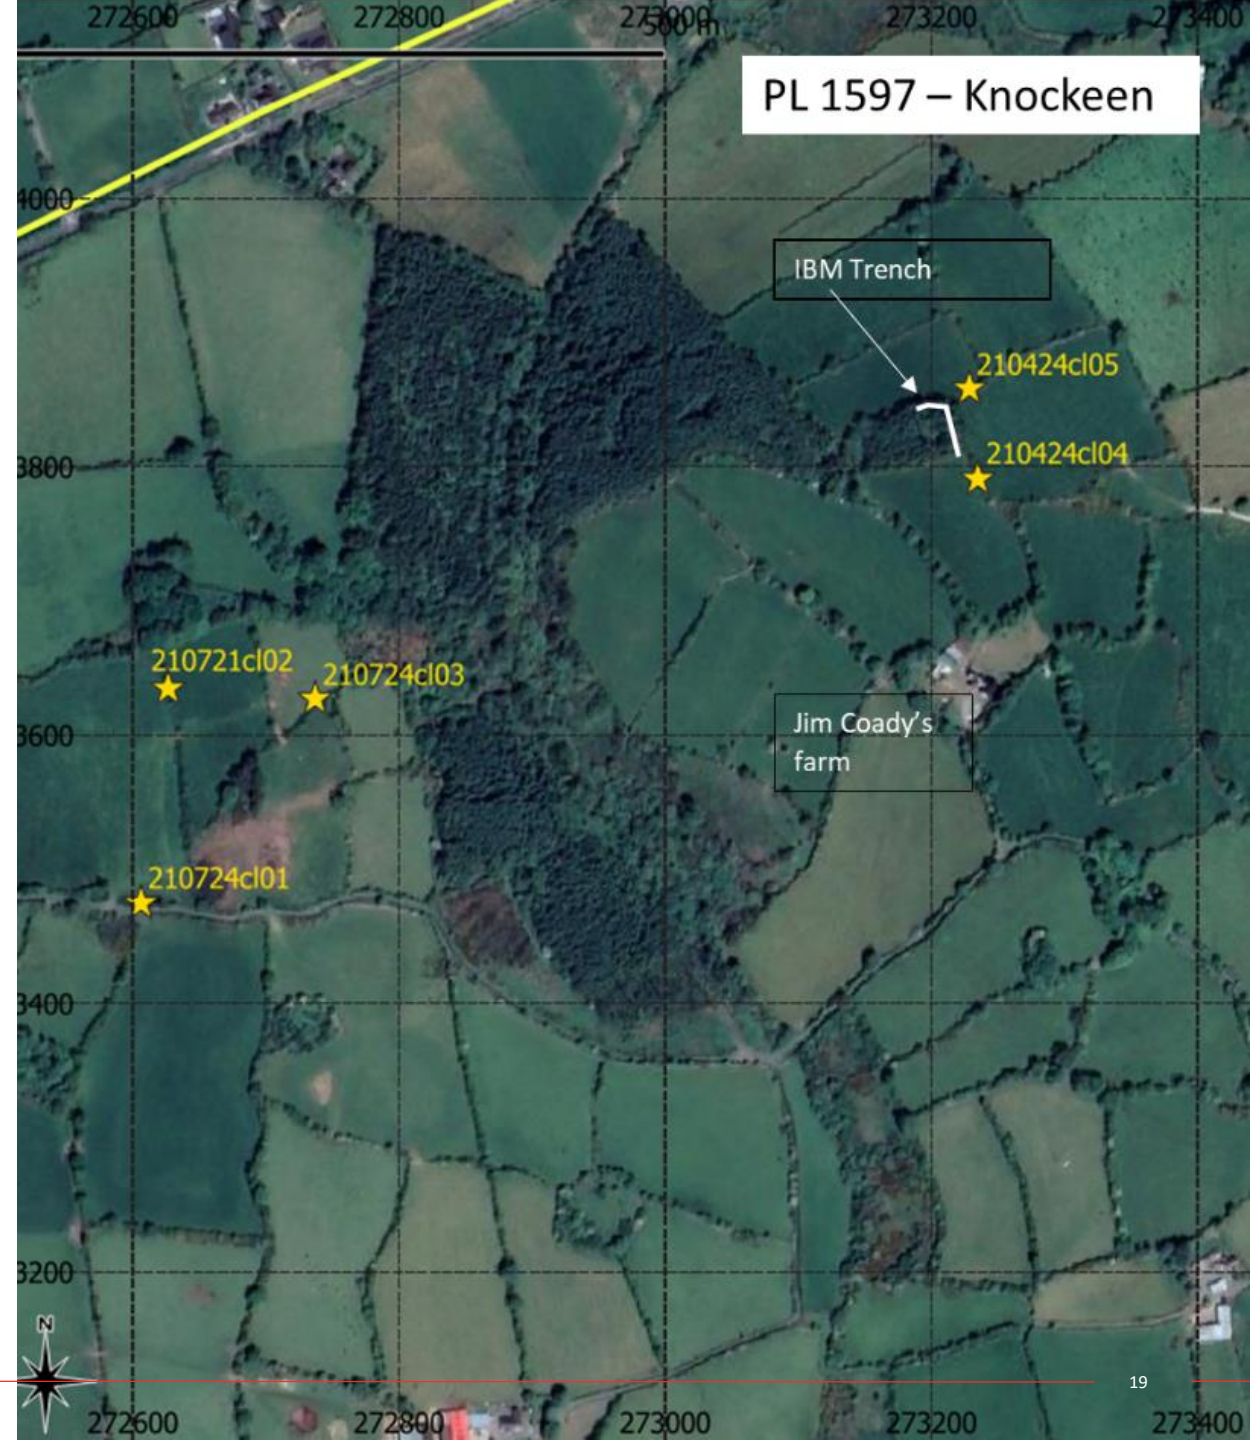 272600 272800 273000 273200 273400
500 m
PL 1597 – Knockeen
4000
IBM Trench
210424cl05
210424cl04
3800
210721cl02
210724cl03
Jim Coady's
farm
3600
210724cl01
3400
3200
N
19
272600 272800 273000 273200 273400